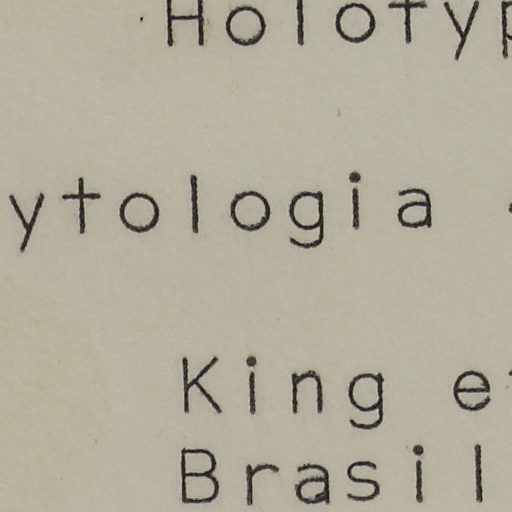 Holotyp
ytologia
King e
Brasil